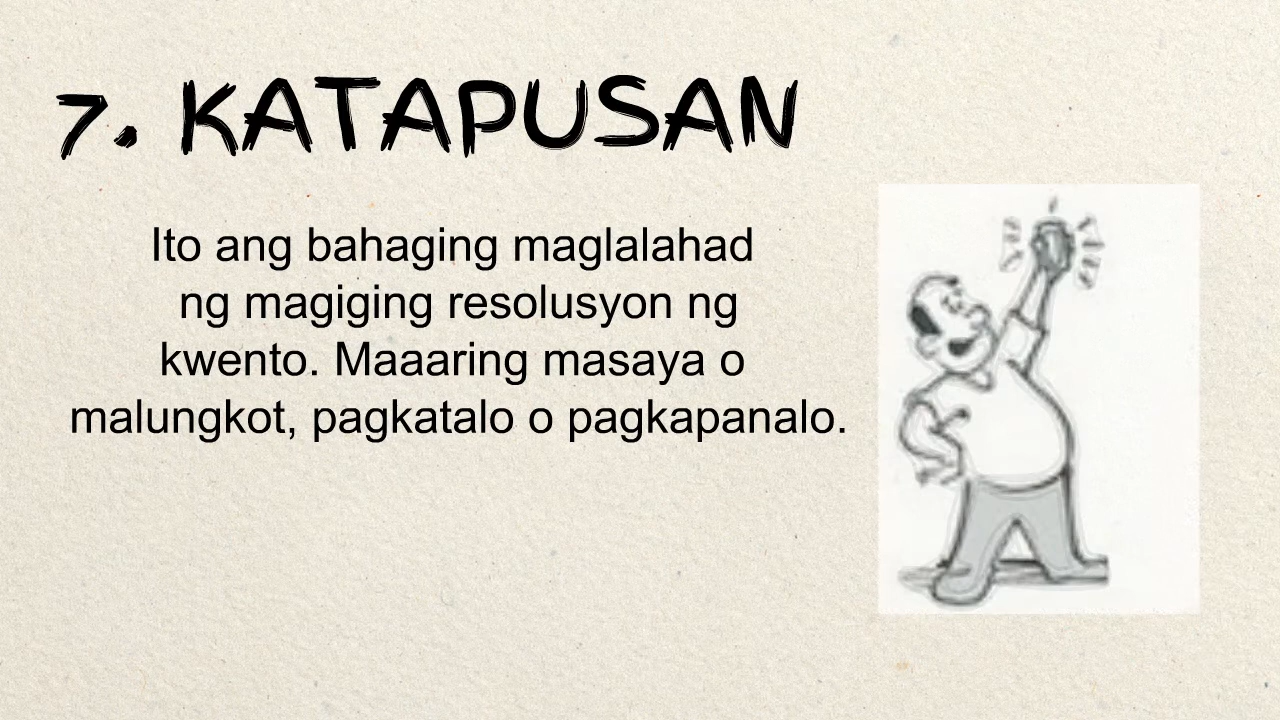 7. KATAPUSAN
Ito ang bahaging maglalahad
ng magiging resolusyon ng
kwento. Maaaring masaya o
malungkot, pagkatalo o pagkapanalo.